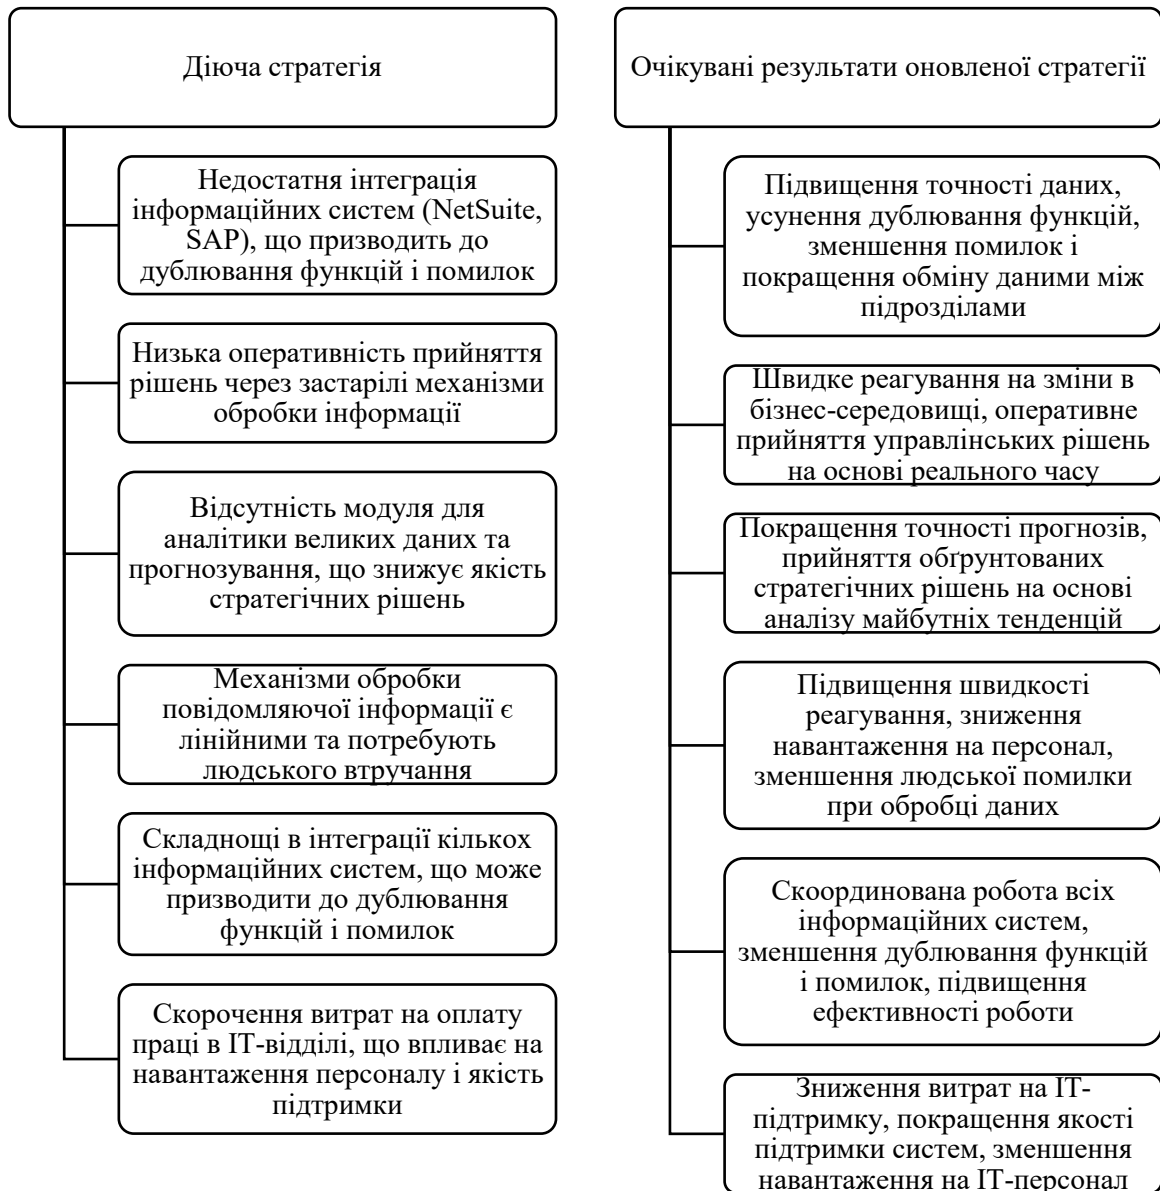 Діюча стратегія
Недостатня інтеграція
інформаційних систем (NetSuite,
SAP), що призводить до
дублювання функцій і помилок
Низька оперативність прийняття
рішень через застарілі механізми
обробки інформації
Відсутність модуля для
аналітики великих даних та
прогнозування, що знижує якість
стратегічних рішень
Механізми обробки
повідомляючої інформації є
лінійними та потребують
людського втручання
Складнощі в інтеграції кількох
інформаційних систем, що може
призводити до дублювання
функцій і помилок
Скорочення витрат на оплату
праці в ІТ-відділі, що впливає на
навантаження персоналу і якість
підтримки
Очікувані результати оновленої стратегії
Підвищення точності даних,
усунення дублювання функцій,
зменшення помилок і
покращення обміну даними між
підрозділами
Швидке реагування на зміни в
бізнес-середовищі, оперативне
прийняття управлінських рішень
на основі реального часу
Покращення точності прогнозів,
прийняття обґрунтованих
стратегічних рішень на основі
аналізу майбутніх тенденцій
Підвищення швидкості
реагування, зниження
навантаження на персонал,
зменшення людської помилки
при обробці даних
Скоординована робота всіх
інформаційних систем,
зменшення дублювання функцій
і помилок, підвищення
ефективності роботи
Зниження витрат на ІТ-
підтримку, покращення якості
підтримки систем, зменшення
навантаження на ІТ-персонал